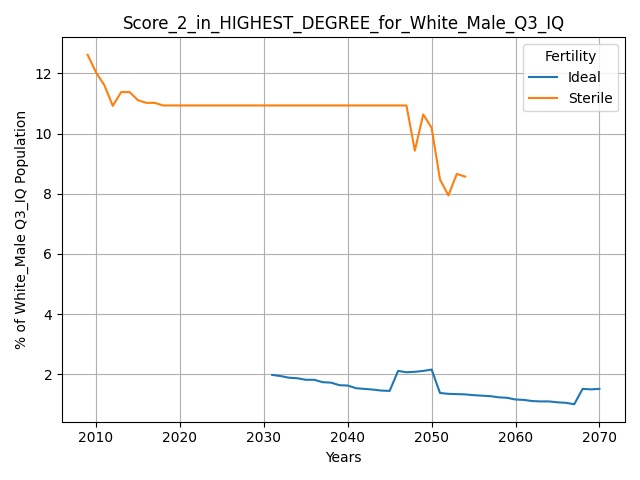 Score_2_in_HIGHEST_DEGREE_for_White_Male_Q3_IQ
Fertility
Ideal
Sterile
% of White_Male Q3_IQ Population
12
10
8
6
4
2
2010 2020 2030 2040 2050 2060 2070
Years